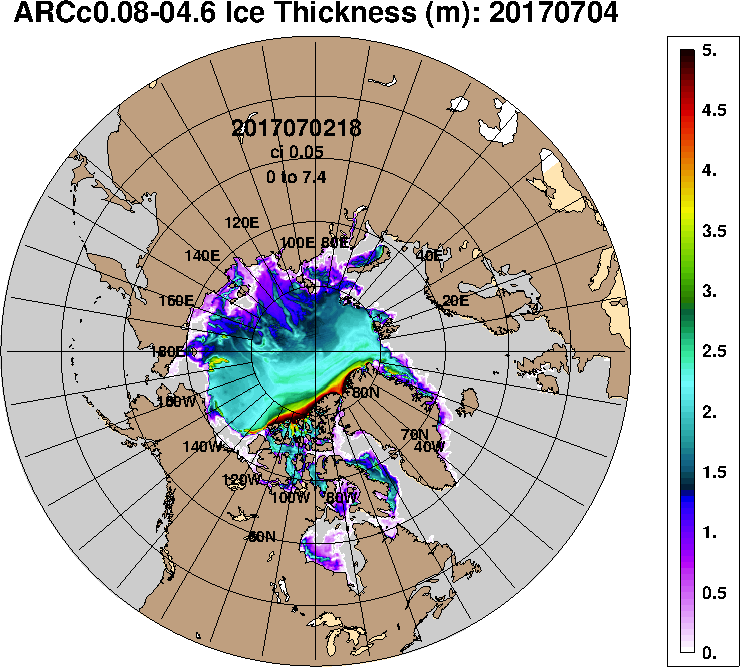 ARCc0.08-04.6 Ice Thickness (m): 20170704
2017070218
ci 0.05
0 to 7.4
120E
100E 80E
140E
40E
160E
20E
180E
160W
80N
140W
70N
40W
120W
100W
80W
60N
5.
4.5
4.
3.5
3.
2.5
2.
1.5
1.
0.5
0.